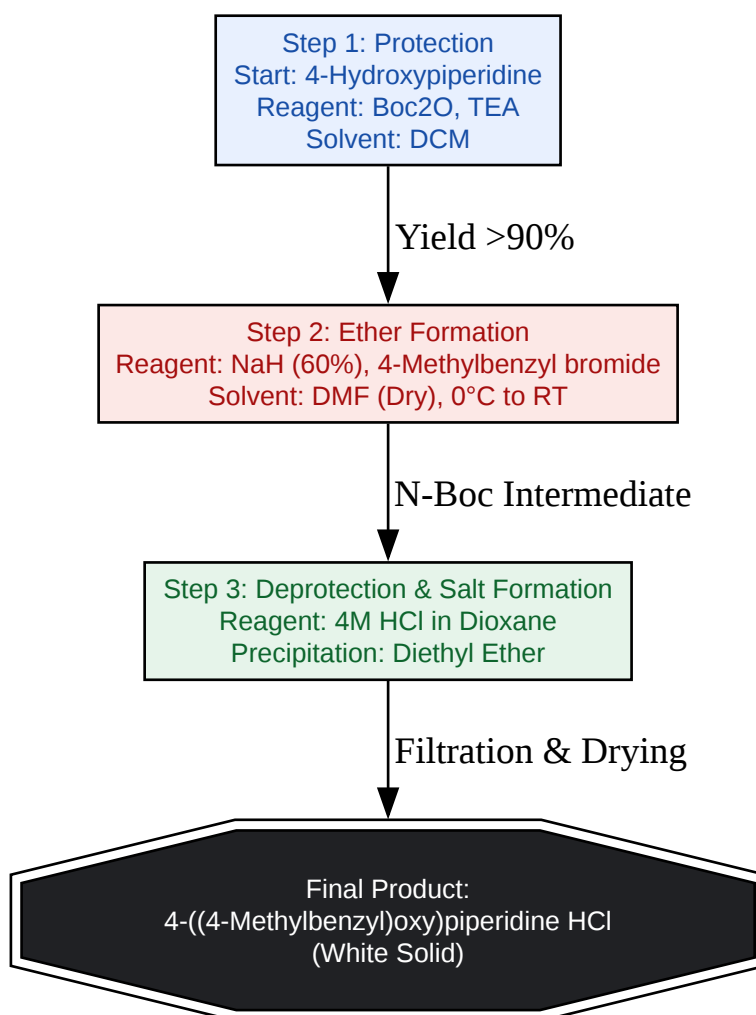 Step 1: Protection
Start: 4-Hydroxypiperidine
Reagent: Boc2O, TEA
Solvent: DCM
Yield >90%
Step 2: Ether Formation
Reagent: NaH (60%), 4-Methylbenzyl bromide
Solvent: DMF (Dry), 0°C to RT
N-Boc Intermediate
Step 3: Deprotection & Salt Formation
Reagent: 4M HCl in Dioxane
Precipitation: Diethyl Ether
Filtration & Drying
Final Product:
4-((4-Methylbenzyl)oxy)piperidine HCl
(White Solid)